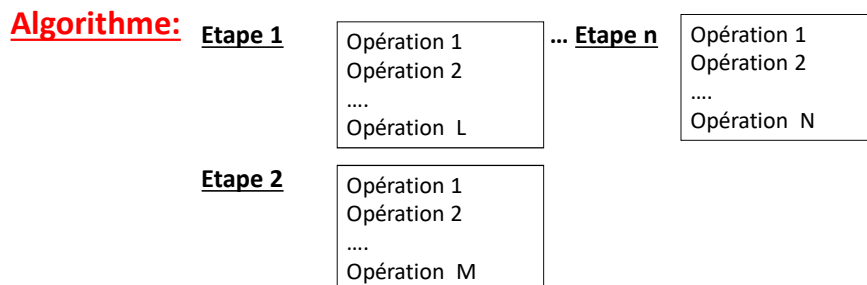 Algorithme:
Etape 1
Opération 1
Opération 2
....
Opération L
... Etape n
Opération 1
Opération 2
....
Opération N
Etape 2
Opération 1
Opération 2
....
Opération M